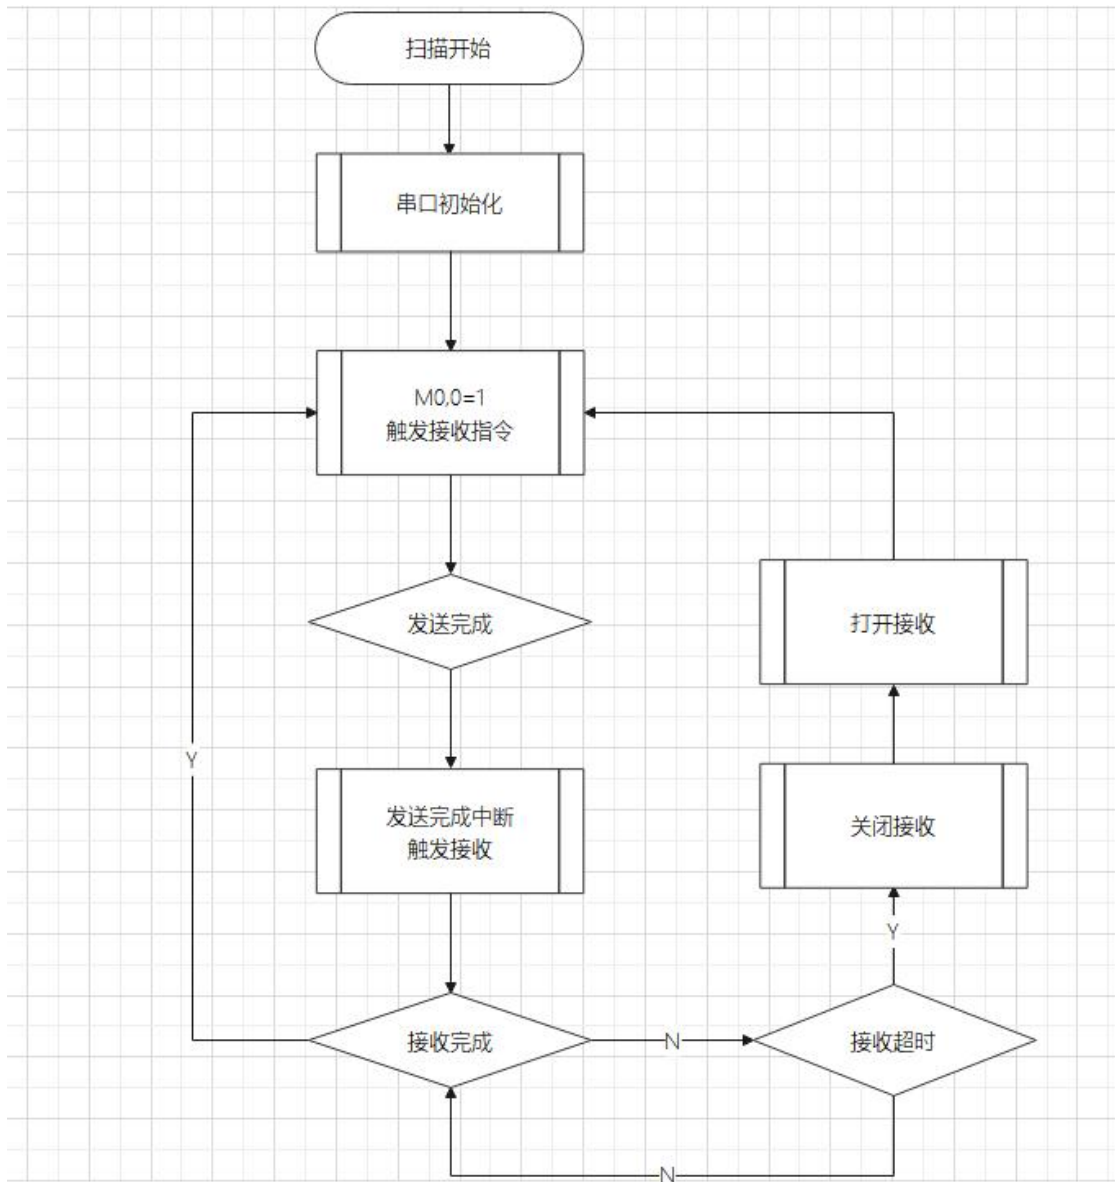 扫描开始
串口初始化
M0,0=1
触发接收指令
发送完成
打开接收
Y
发送完成中断
触发接收
关闭接收
Y
接收完成
N
接收超时
N